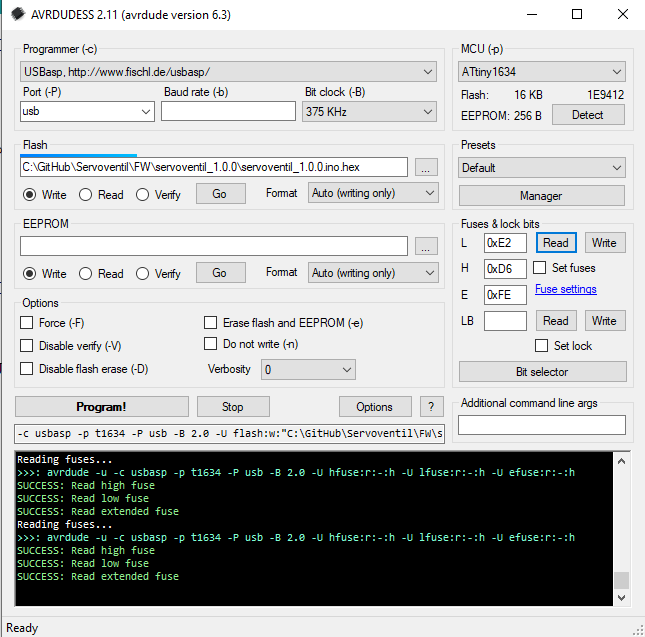 AVRDUDESS 2.11 (avrdude version 6.3)
Programmer (-c)
USBasp, http://www.fischl.de/usbasp/
Port (-P) Baud rate (-b) Bit clock (-B)
usb 375 KHz
MCU (-p)
ATtiny1634
Flash: 16 KB 1E9412
EEPROM: 256 B Detect
Flash
C:\GitHub\Servoventil\FW\servoventil_1.0.0\servoventil_1.0.0.ino.hex ...
Write Read Verify Go Format Auto (writing only)
Presets
Default
Manager
EEPROM
...
Write Read Verify Go Format Auto (writing only)
Fuses & lock bits
L 0xE2 Read Write
H 0xD6 Set fuses
E 0xFE Fuse settings
LB Read Write
Set lock
Bit selector
Options
Force (-F) Erase flash and EEPROM (-e)
Disable verify (-V) Do not write (-n)
Disable flash erase (-D) Verbosity 0
Program! Stop Options ?
Additional command line args
-c usbasp -p t1634 -P usb -B 2.0 -U flash:w:"C:\GitHub\Servoventil\FW\s
Reading fuses...
>>>: avrdude -u -c usbasp -p t1634 -P usb -B 2.0 -U hfuse:r:-:h -U lfuse:r:-:h -U efuse:r:-:h
SUCCESS: Read high fuse
SUCCESS: Read low fuse
SUCCESS: Read extended fuse
Reading fuses...
>>>: avrdude -u -c usbasp -p t1634 -P usb -B 2.0 -U hfuse:r:-:h -U lfuse:r:-:h -U efuse:r:-:h
SUCCESS: Read high fuse
SUCCESS: Read low fuse
SUCCESS: Read extended fuse
Ready